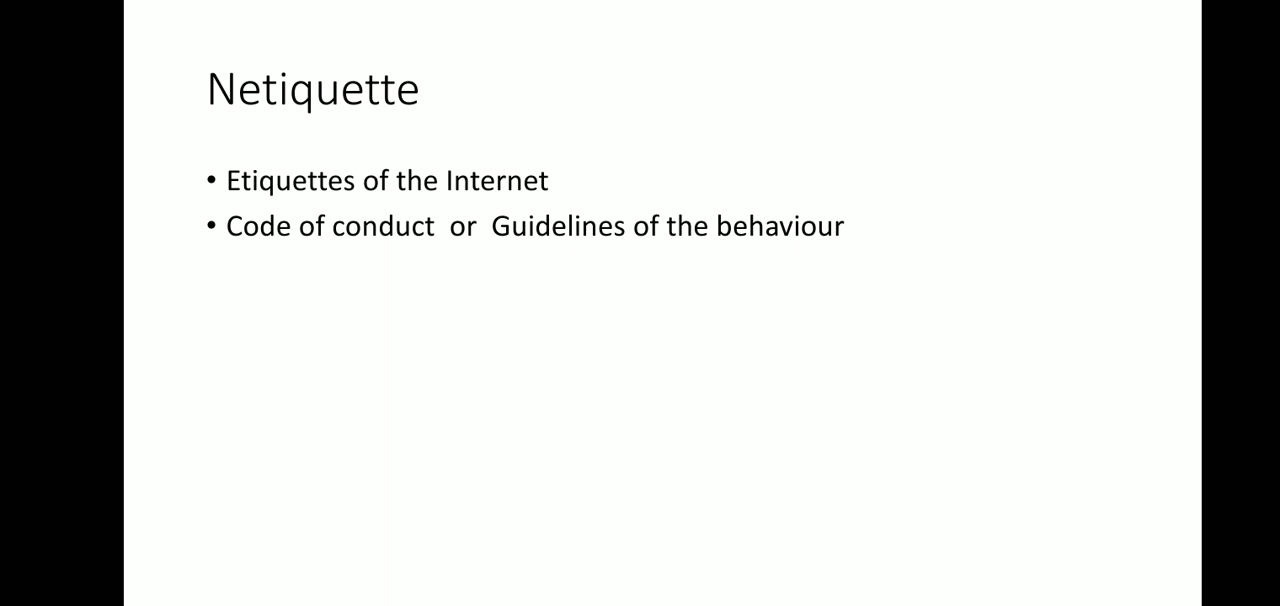 Netiquette
• Etiquettes of the Internet
• Code of conduct  or  Guidelines of the behaviour